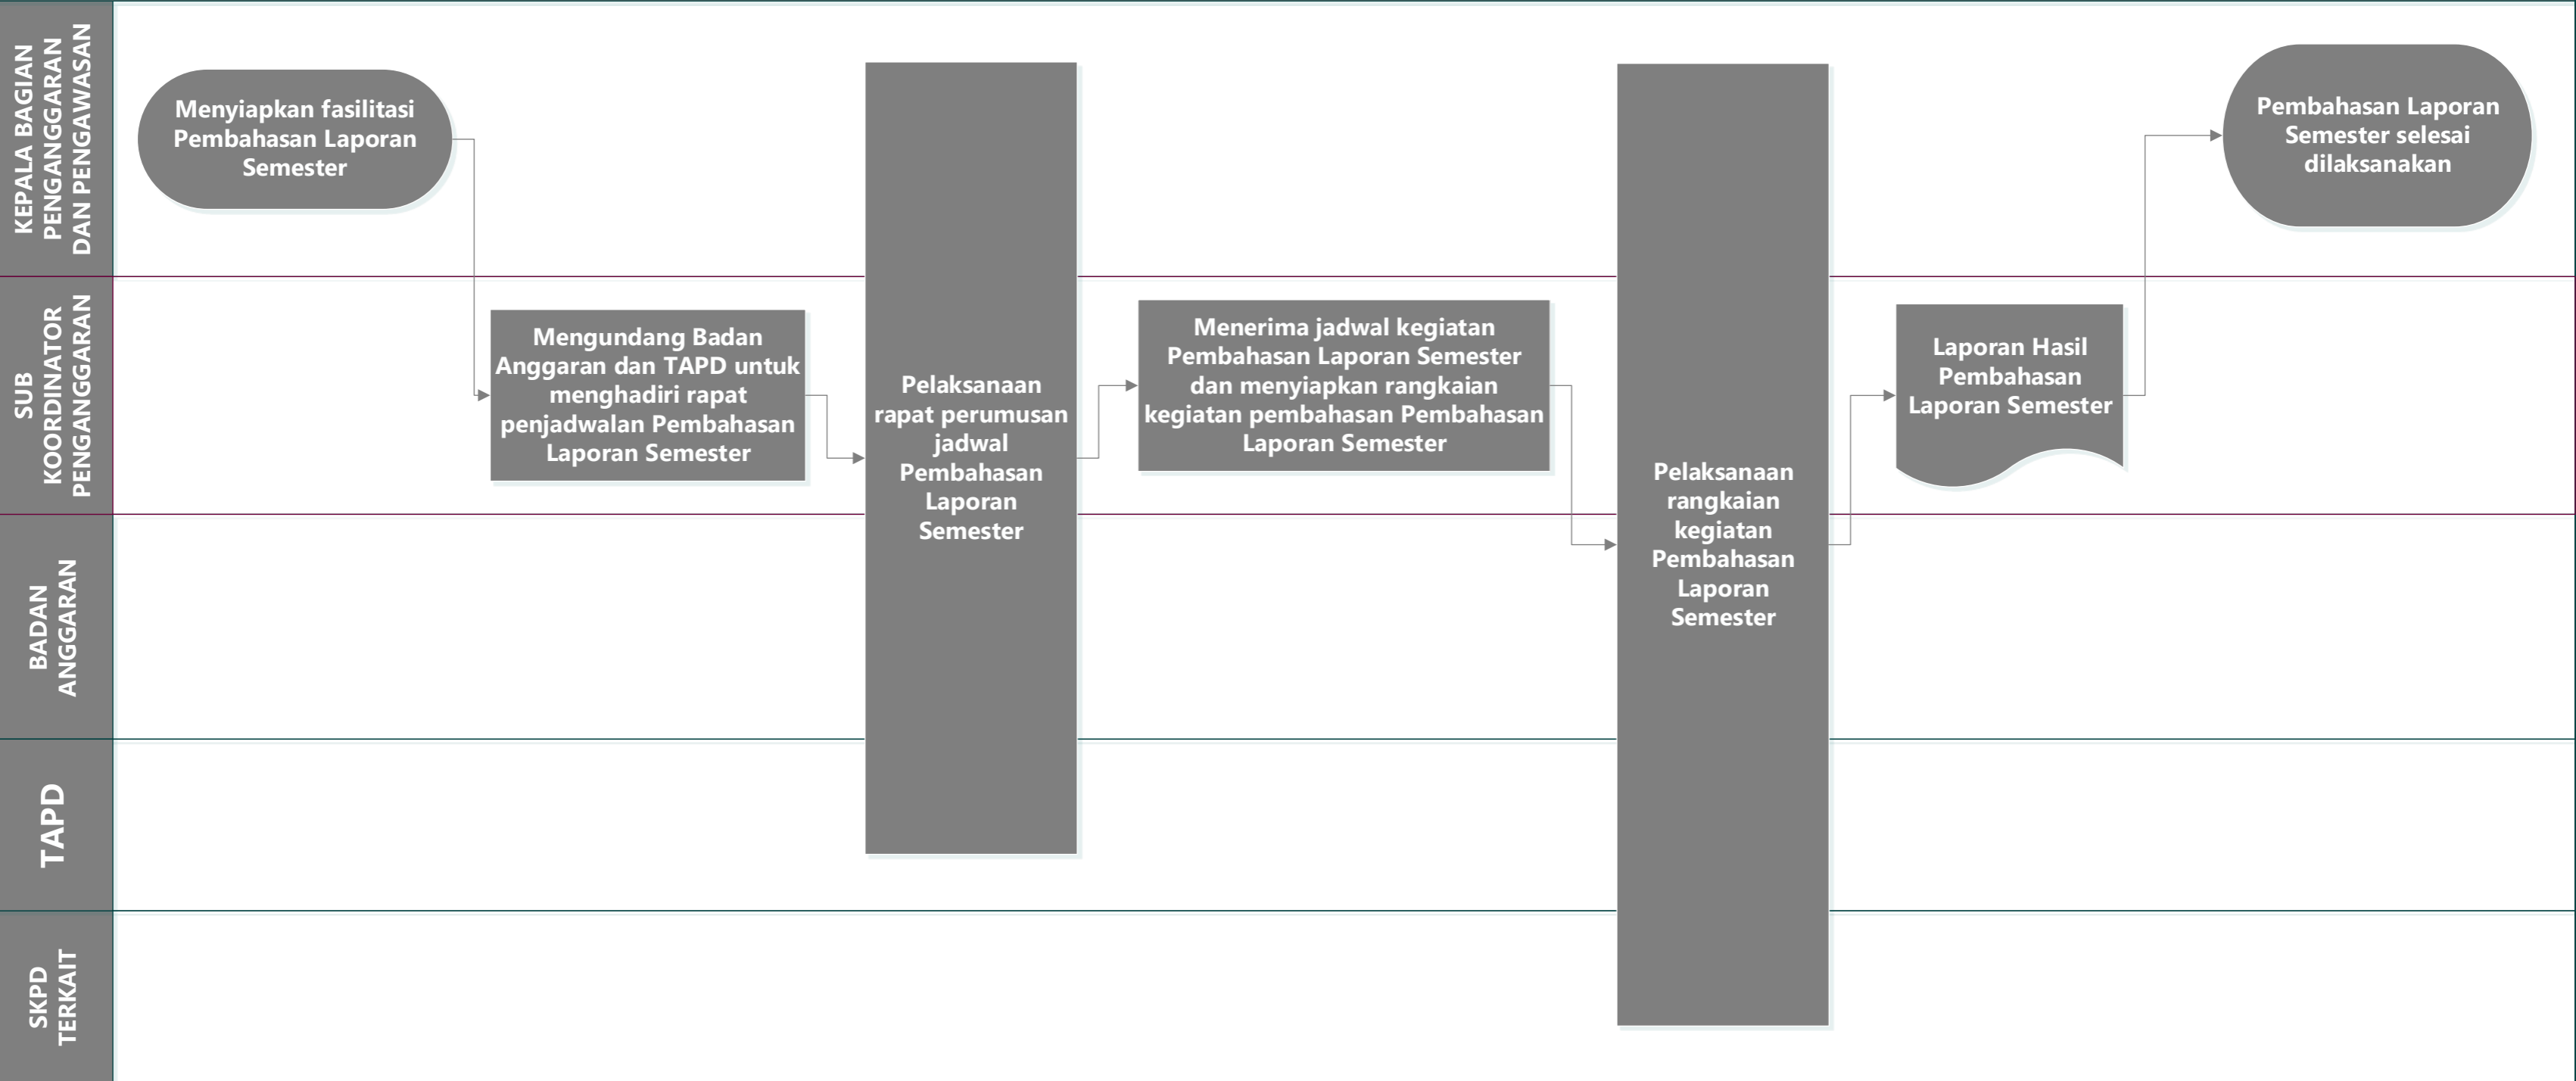 KEPALA BAGIAN
PENGANGGARAN
DAN PENGAWASAN
Menyiapkan fasilitasi
Pembahasan Laporan
Semester
Pembahasan Laporan
Semester selesai
dilaksanakan
SUB
KOORDINATOR
PENGANGGARAN
Mengundang Badan
Anggaran dan TAPD untuk
menghadiri rapat
penjadwalan Pembahasan
Laporan Semester
Pelaksanaan
rapat perumusan
jadwal
Pembahasan
Laporan
Semester
Menerima jadwal kegiatan
Pembahasan Laporan Semester
dan menyiapkan rangkaian
kegiatan pembahasan Pembahasan
Laporan Semester
Pelaksanaan
rangkaian
kegiatan
Pembahasan
Laporan
Semester
Laporan Hasil
Pembahasan
Laporan Semester
BADAN
ANGGARAN
TAPD
SKPD
TERKAIT